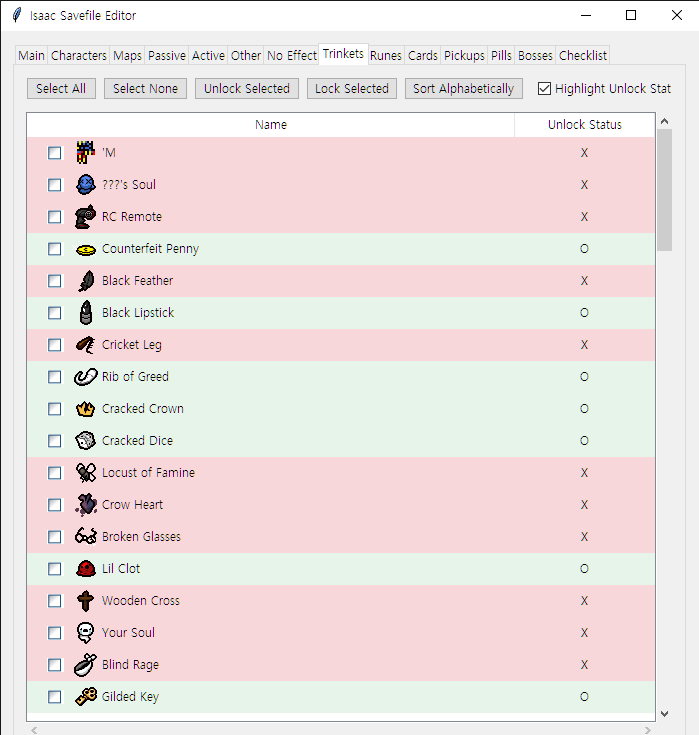 Isaac Savefile Editor
Main Characters Maps Passive Active Other No Effect Trinkets Runes Cards Pickups Pills Bosses Checklist
Select All Select None Unlock Selected Lock Selected Sort Alphabetically Highlight Unlock Stat
Name Unlock Status
'M X
???'s Soul X
RC Remote X
Counterfeit Penny O
Black Feather X
Black Lipstick O
Cricket Leg X
Rib of Greed O
Cracked Crown O
Cracked Dice O
Locust of Famine X
Crow Heart X
Broken Glasses X
Lil Clot O
Wooden Cross X
Your Soul X
Blind Rage X
Gilded Key O